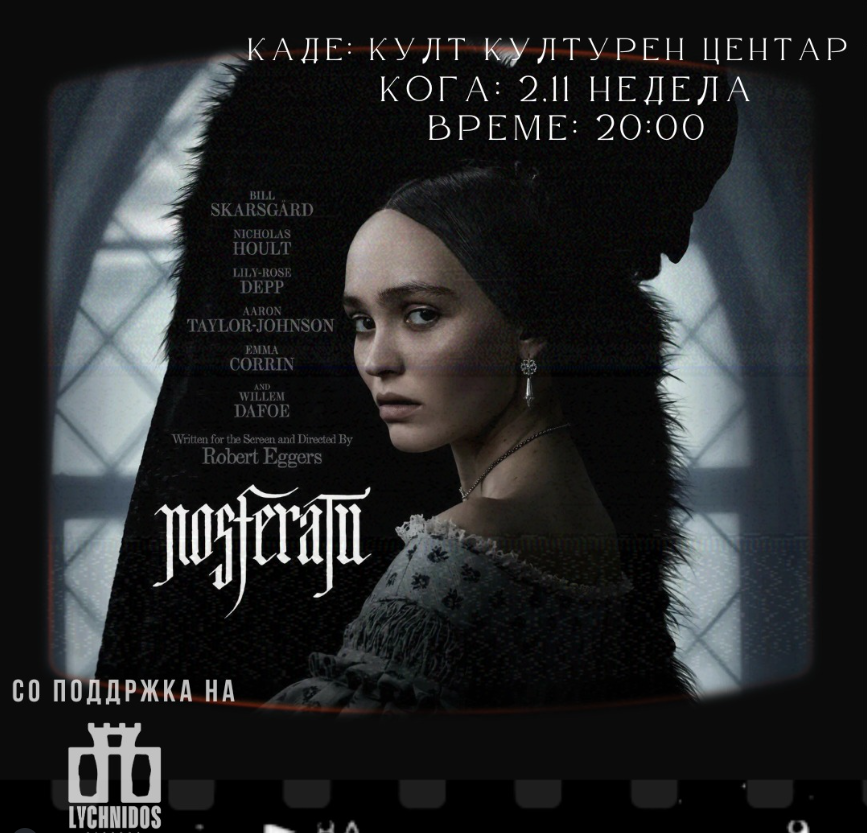 КАДЕ: КУЛТ КУЛТУРЕН ЦЕНТАР
КОГА: 2.11 НЕДЕЛА
ВРЕМЕ: 20:00
BILL
SKARSGÅRD
NICHOLAS
HOULT
LILY-ROSE
DEPP
AARON
TAYLOR-JOHNSON
EMMA
CORRIN
AND
WILLEM
DAFOE
Written for the Screen and Directed By
Robert Eggers
nosferatu
СО ПОДДРЖКА НА
LYCHNIDOS